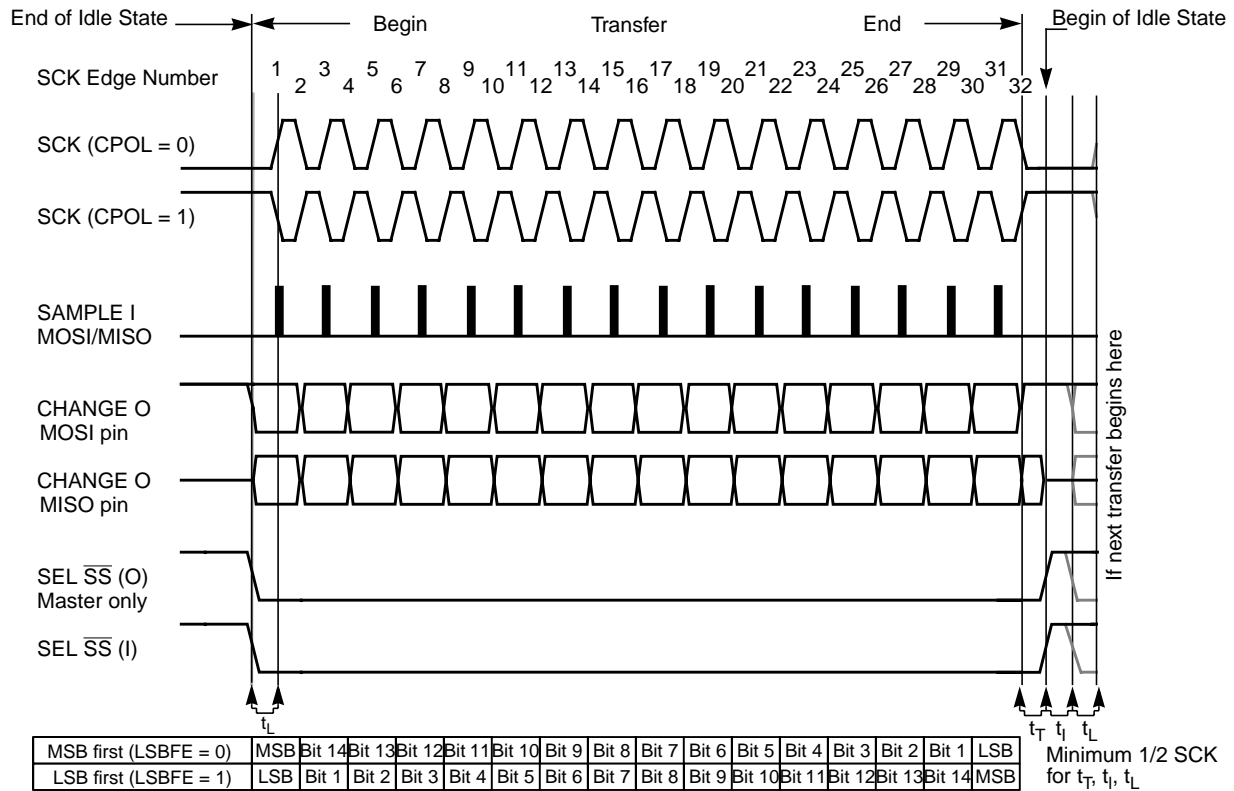 End of Idle State
Begin
Transfer
End
Begin of Idle State
SCK Edge Number
1 3 5 7 9 11 13 15 17 19 21 23 25 27 29 31
2 4 6 8 10 12 14 16 18 20 22 24 26 28 30 32
SCK (CPOL = 0)
SCK (CPOL = 1)
SAMPLE I
MOSI/MISO
CHANGE O
MOSI pin
CHANGE O
MISO pin
SEL SS (O)
Master only
SEL SS (I)
If next transfer begins here
tL
tT tI tL
MSB first (LSBFE = 0) MSB Bit 14 Bit 13 Bit 12 Bit 11 Bit 10 Bit 9 Bit 8 Bit 7 Bit 6 Bit 5 Bit 4 Bit 3 Bit 2 Bit 1 LSB
LSB first (LSBFE = 1) LSB Bit 1 Bit 2 Bit 3 Bit 4 Bit 5 Bit 6 Bit 7 Bit 8 Bit 9 Bit 10 Bit 11 Bit 12 Bit 13 Bit 14 MSB
Minimum 1/2 SCK
for tT, tI, tL